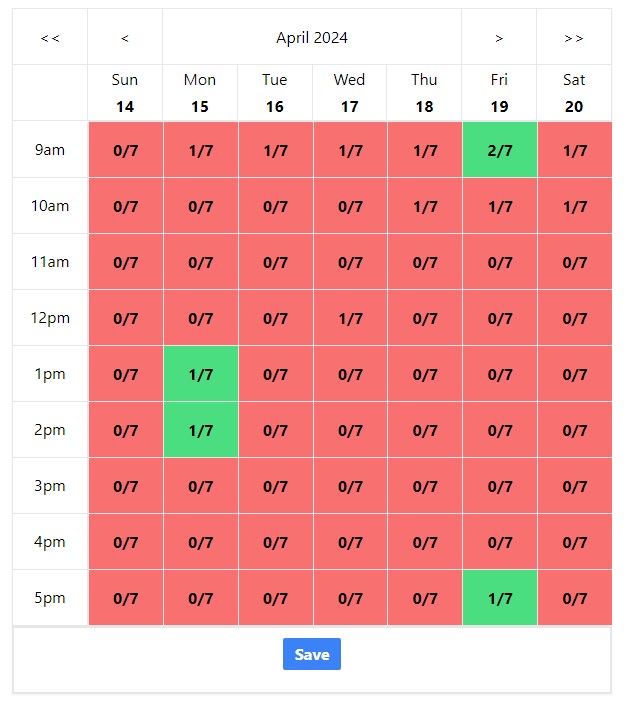 << < April 2024 > >>
Sun Mon Tue Wed Thu Fri Sat
14 15 16 17 18 19 20
9am 0/7 1/7 1/7 1/7 1/7 2/7 1/7
10am 0/7 0/7 0/7 0/7 1/7 1/7 1/7
11am 0/7 0/7 0/7 0/7 0/7 0/7 0/7
12pm 0/7 0/7 0/7 1/7 0/7 0/7 0/7
1pm 0/7 1/7 0/7 0/7 0/7 0/7 0/7
2pm 0/7 1/7 0/7 0/7 0/7 0/7 0/7
3pm 0/7 0/7 0/7 0/7 0/7 0/7 0/7
4pm 0/7 0/7 0/7 0/7 0/7 0/7 0/7
5pm 0/7 0/7 0/7 0/7 0/7 1/7 0/7
Save